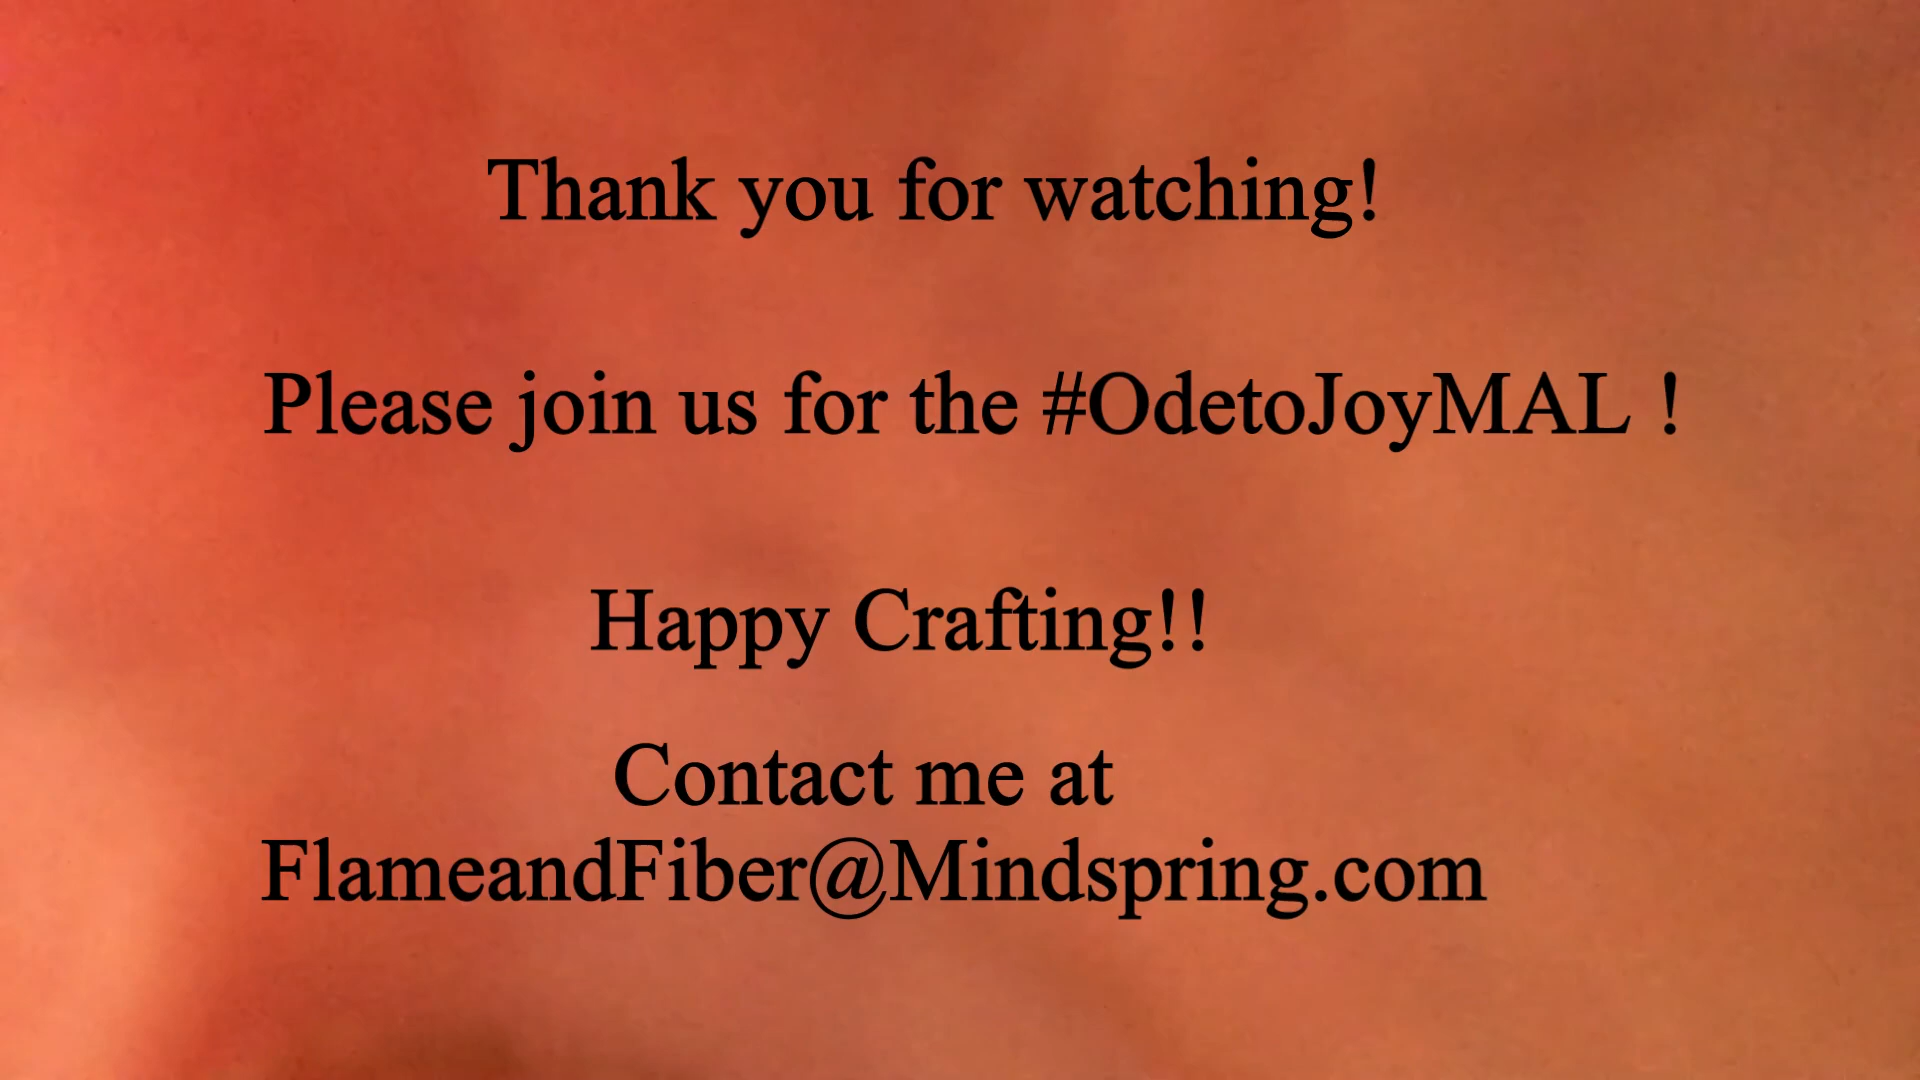 Thank you for watching!
Please join us for the #OdetoJoyMAL !
Happy Crafting!!
Contact me at
FlameandFiber@Mindspring.com